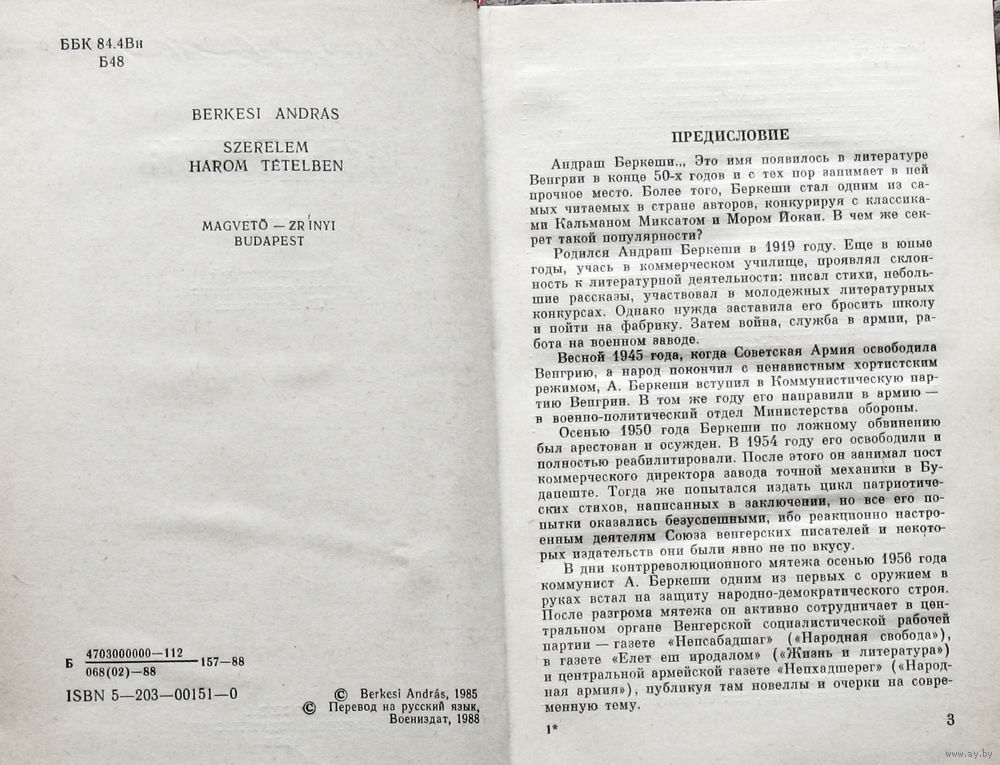 ББК 84.4Вн
Б48
BERKESI ANDRÁS
SZERELEM
HÁROM TÉTELBEN
MAGVETŐ — ZRÍNYI
BUDAPEST
Б 4703000000—112
068(02)—88
157—88
ISBN 5—203—00151—0
© Berkesi András, 1985
© Перевод на русский язык,
Воениздат, 1988
ПРЕДИСЛОВИЕ
Андраш Беркеши... Это имя появилось в литературе
Венгрии в конце 50-х годов и с тех пор занимает в ней
прочное место. Более того, Беркеши стал одним из са-
мых читаемых в стране авторов, конкурируя с классика-
ми Кальманом Миксатом и Мором Йокаи. В чем же сек-
рет такой популярности?
Родился Андраш Беркеши в 1919 году. Еще в юные
годы, учась в коммерческом училище, проявлял склон-
ность к литературной деятельности: писал стихи, неболь-
шие рассказы, участвовал в молодежных литературных
конкурсах. Однако нужда заставила его бросить школу
и пойти на фабрику. Затем война, служба в армии, ра-
бота на военном заводе.
Весной 1945 года, когда Советская Армия освободила
Венгрию, а народ покончил с ненавистным хортистским
режимом, А. Беркеши вступил в Коммунистическую пар-
тию Венгрии. В том же году его направили в армию —
в военно-политический отдел Министерства обороны.
Осенью 1950 года Беркеши по ложному обвинению
был арестован и осужден. В 1954 году его освободили и
полностью реабилитировали. После этого он занимал пост
коммерческого директора завода точной механики в Бу-
дапеште. Тогда же попытался издать цикл патриотиче-
ских стихов, написанных в заключении, но все его по-
пытки оказались безуспешными, ибо реакционно настро-
енным деятелям Союза венгерских писателей и некото-
рых издательств они были явно не по вкусу.
В дни контрреволюционного мятежа осенью 1956 года
коммунист А. Беркеши одним из первых с оружием в
руках встал на защиту народно-демократического строя.
После разгрома мятежа он активно сотрудничает в цен-
тральном органе Венгерской социалистической рабочей
партии — газете «Непсабадшаг» («Народная свобода»),
в газете «Елет еш иродалом» («Жизнь и литература»)
и центральной армейской газете «Непхадшерег» («Народ-
ная армия»), публикуя там новеллы и очерки на совре-
менную тему.
1*
3
www.ay.by